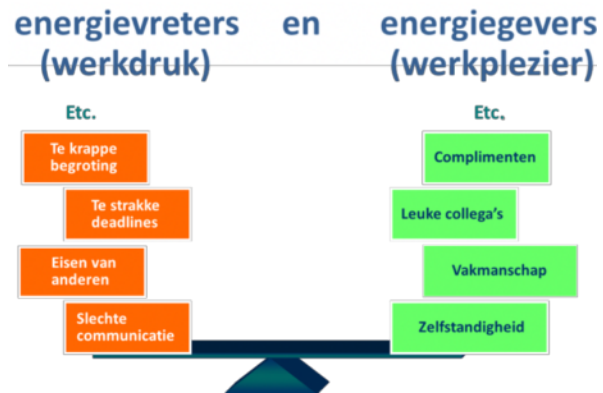 energievreters en energiegevers
(werkdruk) (werkplezier)
Etc.
Te krappe
begroting
Te strakke
deadlines
Eisen van
anderen
Slechte
communicatie
Etc.
Complimenten
Leuke collega's
Vakmanschap
Zelfstandigheid